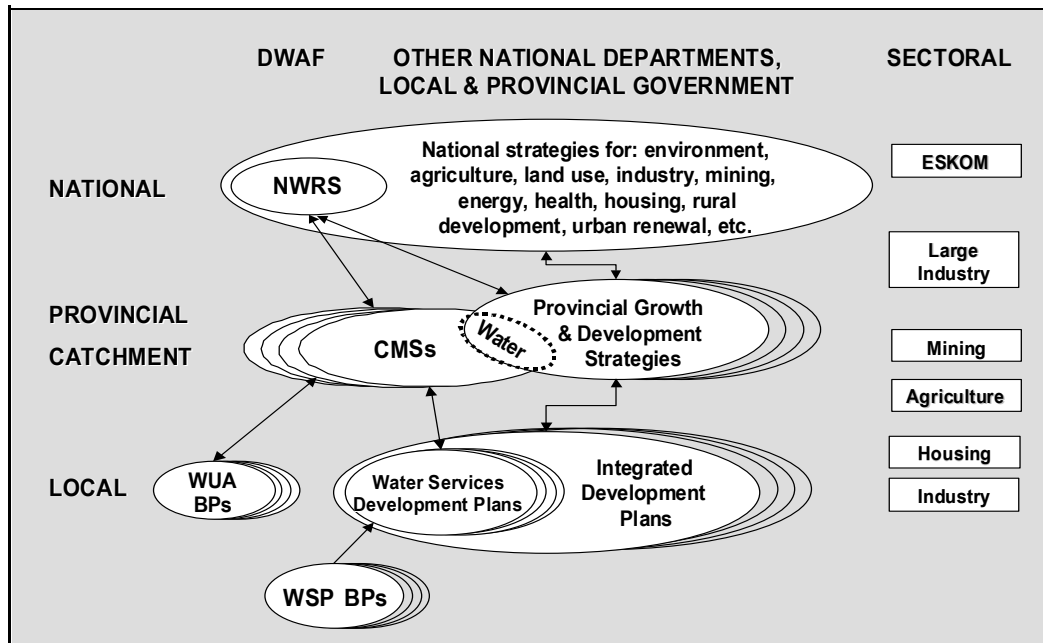 DWAF
OTHER NATIONAL DEPARTMENTS,
LOCAL & PROVINCIAL GOVERNMENT
SECTORAL
NATIONAL
NWRS
National strategies for: environment,
agriculture, land use, industry, mining,
energy, health, housing, rural
development, urban renewal, etc.
ESKOM
Large
Industry
PROVINCIAL
CATCHMENT
CMSs
Water
Provincial Growth
& Development
Strategies
Mining
Agriculture
LOCAL
WUA
BPs
Water Services
Development Plans
Integrated
Development
Plans
Housing
Industry
WSP BPs